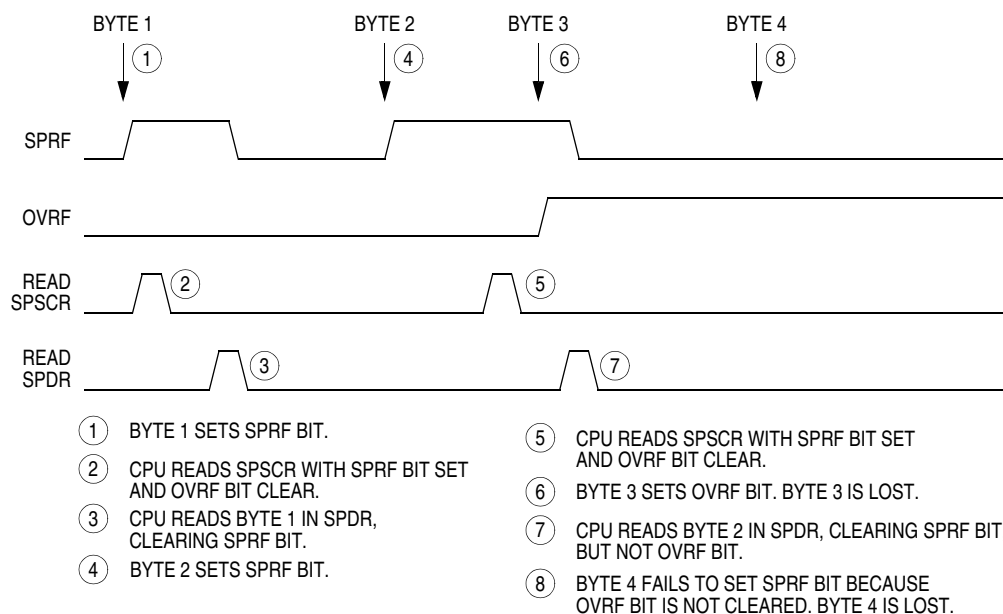 BYTE 1
BYTE 2
BYTE 3
BYTE 4
1
4
6
8
SPRF
OVRF
READ
SPSCR
2
5
READ
SPDR
3
7
1 BYTE 1 SETS SPRF BIT.
2 CPU READS SPSCR WITH SPRF BIT SET
AND OVRF BIT CLEAR.
3 CPU READS BYTE 1 IN SPDR,
CLEARING SPRF BIT.
4 BYTE 2 SETS SPRF BIT.
5 CPU READS SPSCR WITH SPRF BIT SET
AND OVRF BIT CLEAR.
6 BYTE 3 SETS OVRF BIT. BYTE 3 IS LOST.
7 CPU READS BYTE 2 IN SPDR, CLEARING SPRF BIT
BUT NOT OVRF BIT.
8 BYTE 4 FAILS TO SET SPRF BIT BECAUSE
OVRF BIT IS NOT CLEARED. BYTE 4 IS LOST.